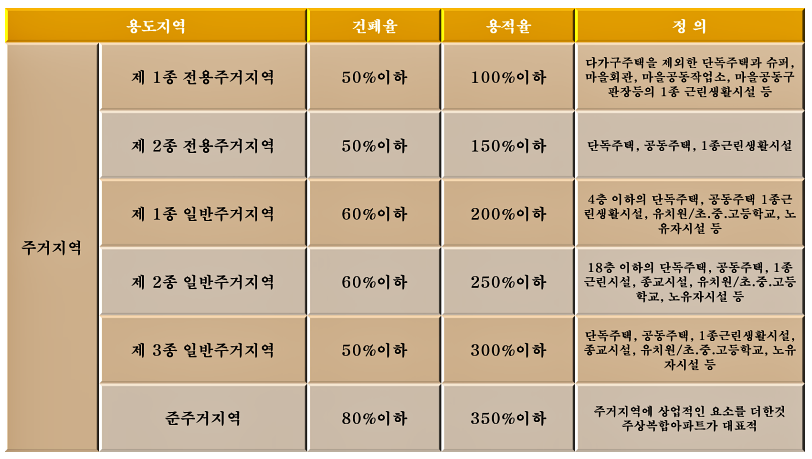 용도지역 건폐율 용적율 정 의
주거지역
제 1종 전용주거지역 50%이하 100%이하
다가구주택을 제외한 단독주택과 슈퍼,
마을회관, 마을공동작업소, 마을공동구
판장등의 1종 근린생활시설 등
제 2종 전용주거지역 50%이하 150%이하 단독주택, 공동주택, 1종근린생활시설
제 1종 일반주거지역 60%이하 200%이하
4층 이하의 단독주택, 공동주택 1종근
린생활시설, 유치원/초.중.고등학교, 노
유자시설 등
제 2종 일반주거지역 60%이하 250%이하
18층 이하의 단독주택, 공동주택, 1종
근린시설, 종교시설, 유치원/초.중.고등
학교, 노유자시설 등
제 3종 일반주거지역 50%이하 300%이하
단독주택, 공동주택, 1종근린생활시설,
종교시설, 유치원/초.중.고등학교, 노유
자시설 등
준주거지역 80%이하 350%이하
주거지역에 상업적인 요소를 더한것
주상복합아파트가 대표적